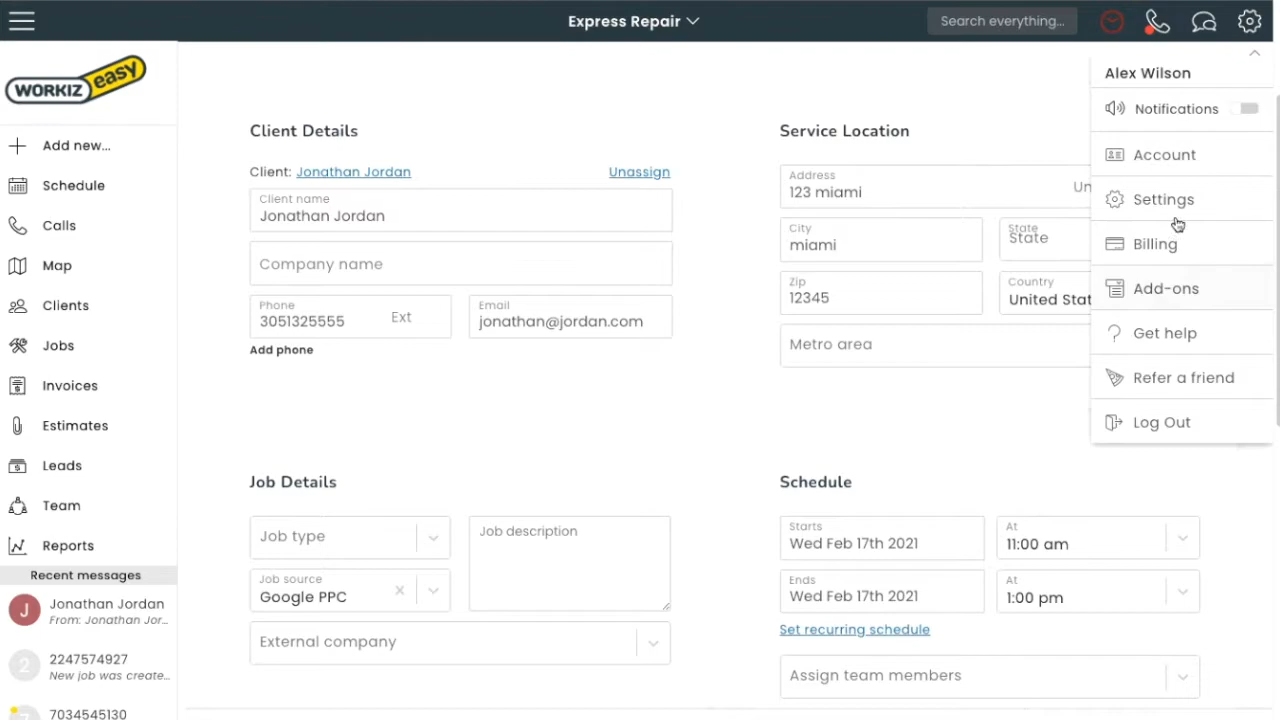 Express Repair
Search everything...
WORKIZ easy
Add new...
Schedule
Calls
Map
Clients
Jobs
Invoices
Estimates
Leads
Team
Reports
Recent messages
J
Jonathan Jordan
From: Jonathan Jor...
2
2247574927
New job was create...
7034545130
Client Details
Client: Jonathan Jordan
Unassign
Client name
Jonathan Jordan
Company name
Phone
3051325555
Ext
Email
jonathan@jordan.com
Add phone
Service Location
Address
123 miami
Un
City
miami
State
State
Zip
12345
Country
United Stat
Metro area
Job Details
Job type
Job description
Job source
Google PPC
External company
Schedule
Starts
Wed Feb 17th 2021
At
11:00 am
Ends
Wed Feb 17th 2021
At
1:00 pm
Set recurring schedule
Assign team members
Alex Wilson
Notifications
Account
Settings
Billing
Add-ons
Get help
Refer a friend
Log Out